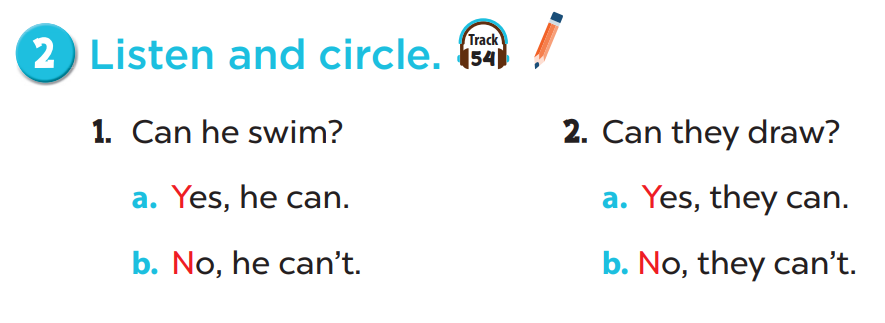 2 Listen and circle. Track 54
1. Can he swim?
a. Yes, he can.
b. No, he can't.
2. Can they draw?
a. Yes, they can.
b. No, they can't.